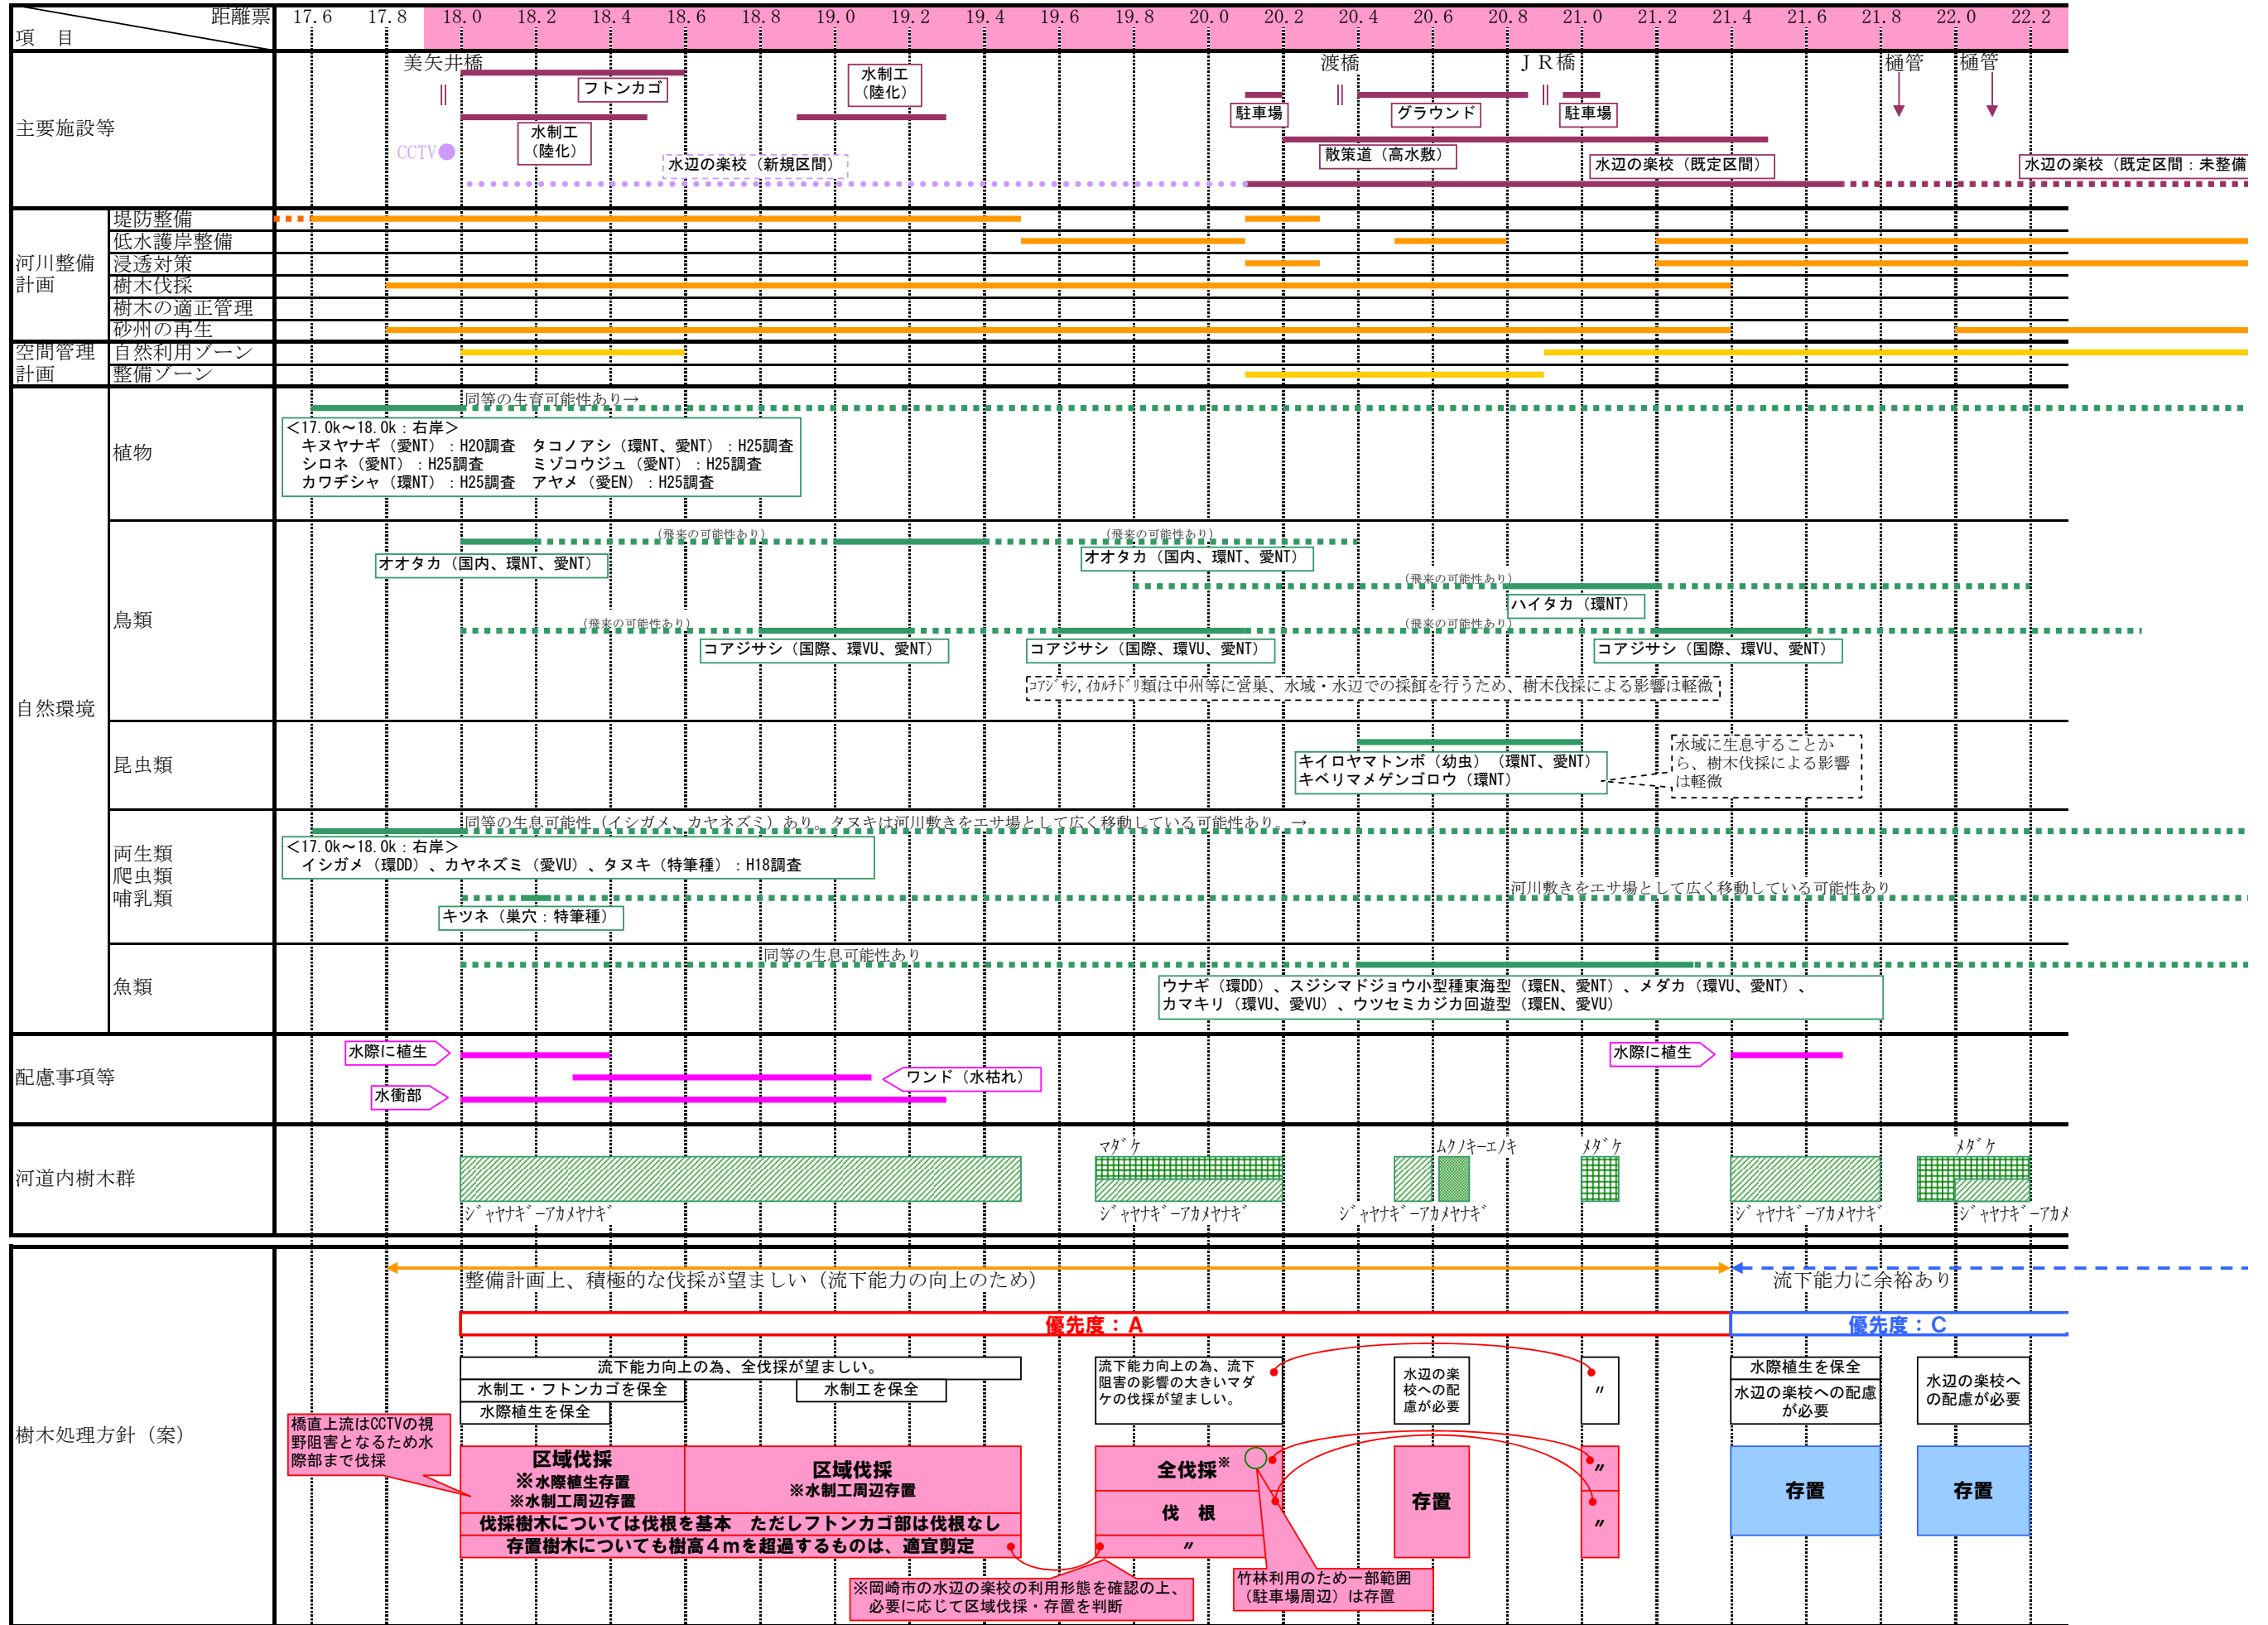 距離票
項　目
17.6 17.8 18.0 18.2 18.4 18.6 18.8 19.0 19.2 19.4 19.6 19.8 20.0 20.2 20.4 20.6 20.8 21.0 21.2 21.4 21.6 21.8 22.0 22.2
主要施設等
美矢井橋
フトンカゴ
水制工
（陸化）
水制工
（陸化）
CCTV
水辺の楽校（新規区間）
駐車場
渡橋
グラウンド
ＪＲ橋
駐車場
散策道（高水敷）
水辺の楽校（既定区間）
樋管
樋管
水辺の楽校（既定区間：未整備
河川整備
計画
堤防整備
低水護岸整備
浸透対策
樹木伐採
樹木の適正管理
砂州の再生
空間管理
計画
自然利用ゾーン
整備ゾーン
自然環境
植物
同等の生育可能性あり→
＜17.0k～18.0k：右岸＞
キヌヤナギ（愛NT）：H20調査　タコノアシ（環NT、愛NT）：H25調査
シロネ（愛NT）：H25調査　ミゾコウジュ（愛NT）：H25調査
カワヂシャ（環NT）：H25調査　アヤメ（愛EN）：H25調査
鳥類
（飛来の可能性あり）
（飛来の可能性あり）
オオタカ（国内、環NT、愛NT）
オオタカ（国内、環NT、愛NT）
（飛来の可能性あり）
ハイタカ（環NT）
（飛来の可能性あり）
（飛来の可能性あり）
コアジサシ（国際、環VU、愛NT）
コアジサシ（国際、環VU、愛NT）
コアジサシ（国際、環VU、愛NT）
ｺｱｼﾞｻｼ,ｲｶﾙﾁﾄﾞﾘ類は中州等に営巣、水域・水辺での採餌を行うため、樹木伐採による影響は軽微
昆虫類
キイロヤマトンボ（幼虫）（環NT、愛NT）
キベリマメゲンゴロウ（環NT）
水域に生息することか
ら、樹木伐採による影響
は軽微
両生類
爬虫類
哺乳類
同等の生息可能性（イシガメ、カヤネズミ）あり。タヌキは河川敷きをエサ場として広く移動している可能性あり。→
＜17.0k～18.0k：右岸＞
イシガメ（環DD）、カヤネズミ（愛VU）、タヌキ（特筆種）：H18調査
河川敷きをエサ場として広く移動している可能性あり
キツネ（巣穴：特筆種）
魚類
同等の生息可能性あり
ウナギ（環DD）、スジシマドジョウ小型種東海型（環EN、愛NT）、メダカ（環VU、愛NT）、
カマキリ（環VU、愛VU）、ウツセミカジカ回遊型（環EN、愛VU）
配慮事項等
水際に植生
ワンド（水枯れ）
水衝部
水際に植生
河道内樹木群
ﾏﾀﾞｹ
ﾑｸﾉｷｰｴﾉｷ
ﾒﾀﾞｹ
ﾒﾀﾞｹ
ｼﾞｬﾔﾅｷﾞｰｱｶﾒﾔﾅｷﾞ
ｼﾞｬﾔﾅｷﾞｰｱｶﾒﾔﾅｷﾞ
ｼﾞｬﾔﾅｷﾞｰｱｶﾒﾔﾅｷﾞ
ｼﾞｬﾔﾅｷﾞｰｱｶﾒﾔﾅｷﾞ
ｼﾞｬﾔﾅｷﾞｰｱｶﾒ
樹木処理方針（案）
整備計画上、積極的な伐採が望ましい（流下能力の向上のため）
流下能力に余裕あり
優先度：A
優先度：C
流下能力向上の為、全伐採が望ましい。
水制工・フトンカゴを保全
水制工を保全
水際植生を保全
流下能力向上の為、流下
阻害の影響の大きいマダ
ケの伐採が望ましい。
水辺の楽
校への配
慮が必要
〃
水際植生を保全
水辺の楽校への配慮
が必要
水辺の楽校へ
の配慮が必要
橋直上流はCCTVの視
野阻害となるため水
際部まで伐採
区域伐採
※水際植生存置
※水制工周辺存置
区域伐採
※水制工周辺存置
伐採樹木については伐根を基本　ただしフトンカゴ部は伐根なし
存置樹木についても樹高４ｍを超過するものは、適宜剪定
全伐採※
伐　根
〃
存置
〃
〃
存置
存置
※岡崎市の水辺の楽校の利用形態を確認の上、
必要に応じて区域伐採・存置を判断
竹林利用のため一部範囲
（駐車場周辺）は存置